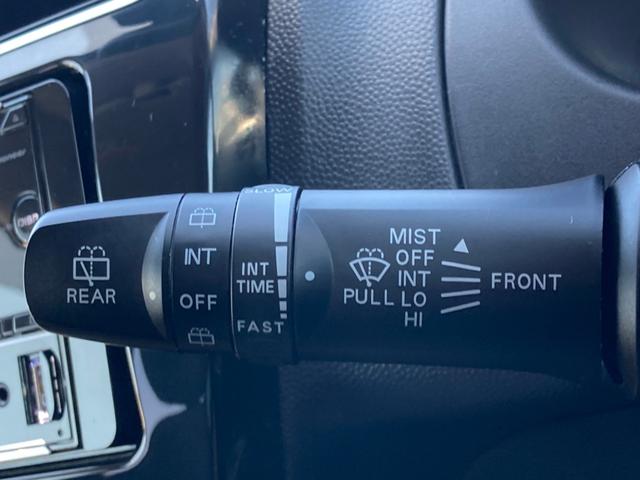 REAR
INT
OFF
SLOW
INT
TIME
FAST
PULL
MIST
OFF
INT
LO
HI
FRONT